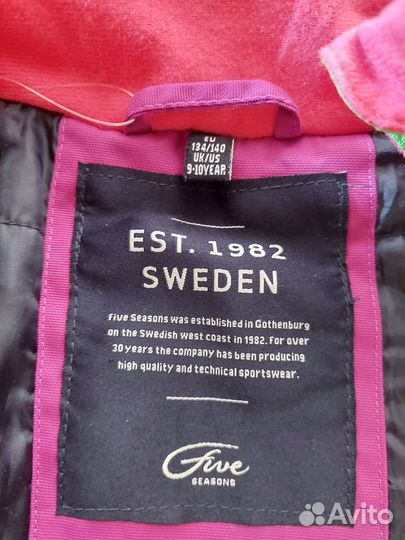 EU
134/140
UK/US
9-10YEAR
EST. 1982
SWEDEN
Five Seasons was established in Gothenburg
on the Swedish west coast in 1982. For over
30 years the company has been producing
high quality and technical sportswear.
Five
SEASONS
Avito